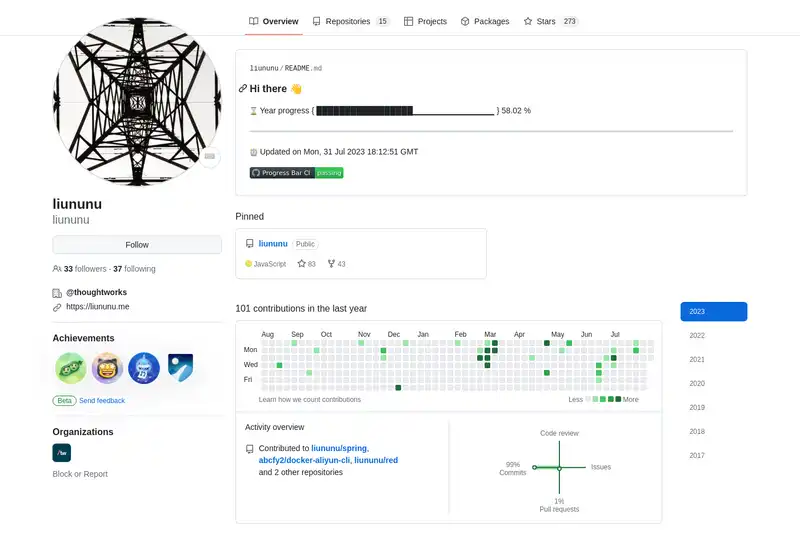 Overview
Repositories 15
Projects
Packages
Stars 273
liununu / README.md
Hi there 👋
⌛ Year progress { █████████████████▁▁▁▁▁▁▁▁▁▁▁▁▁ } 58.02 %
⏰ Updated on Mon, 31 Jul 2023 18:12:51 GMT
Progress Bar CI passing
liununu
liununu
Follow
33 followers · 37 following
@thoughtworks
https://liununu.me
Achievements
Beta Send feedback
Organizations
Block or Report
Pinned
liununu Public
JavaScript 83 43
101 contributions in the last year
Aug Sep Oct Nov Dec Jan Feb Mar Apr May Jun Jul
Mon
Wed
Fri
Learn how we count contributions
Less More
Activity overview
Contributed to liununu/spring,
abcfy2/docker-aliyun-cli, liununu/red
and 2 other repositories
Code review
99%
Commits
Issues
1%
Pull requests
2023
2022
2021
2020
2019
2018
2017